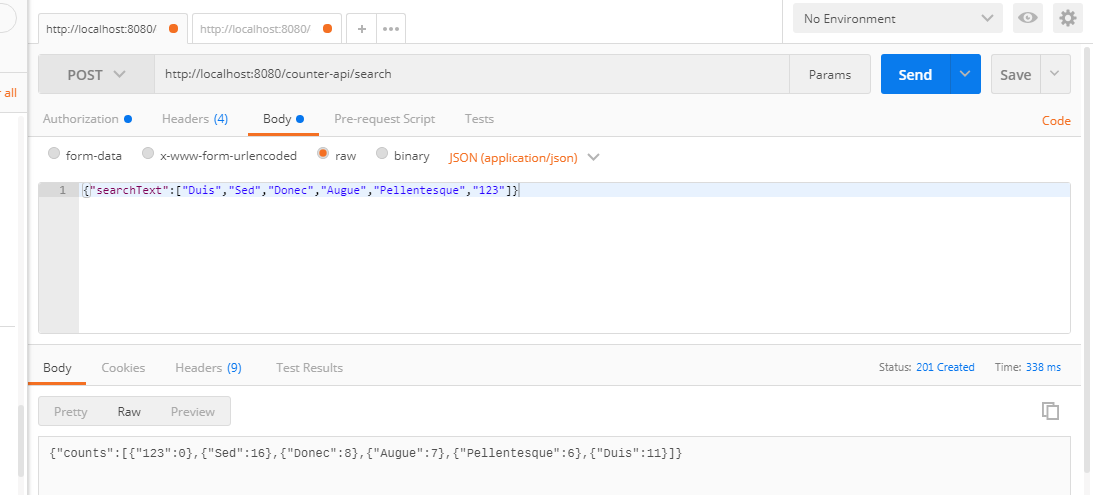 http://localhost:8080/ http://localhost:8080/ + ••• No Environment
POST http://localhost:8080/counter-api/search Params Send Save
all
Authorization Headers (4) Body Pre-request Script Tests Code
form-data x-www-form-urlencoded raw binary JSON (application/json)
1 {"searchText":["Duis","Sed","Donec","Augue","Pellentesque","123"]}
Body Cookies Headers (9) Test Results Status: 201 Created Time: 338 ms
Pretty Raw Preview
{"counts":[{"123":0},{"Sed":16},{"Donec":8},{"Augue":7},{"Pellentesque":6},{"Duis":11}]}